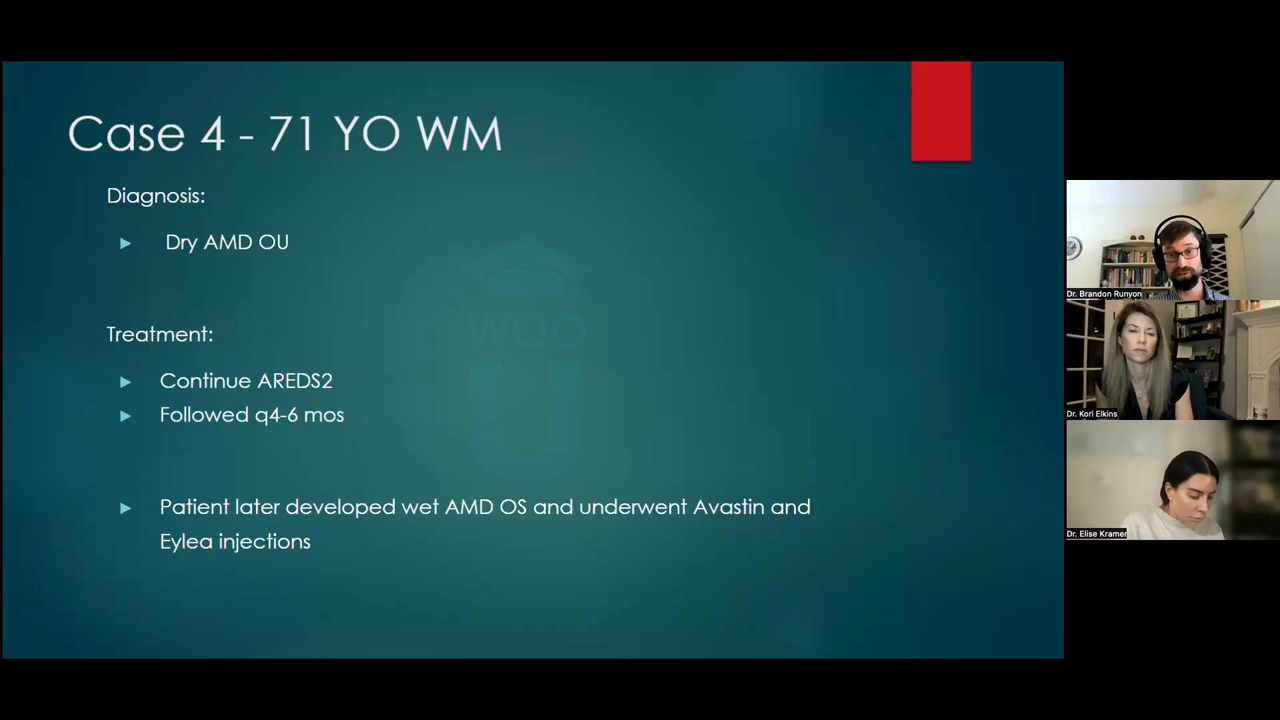 Case 4 - 71 YO WM
Diagnosis:
Dry AMD OU
Treatment:
Continue AREDS2
Followed q4-6 mos
Patient later developed wet AMD OS and underwent Avastin and
Eylea injections
WOO
U
Dr. Brandon Runyon
Dr. Kori Elkins
Dr. Elise Kramer